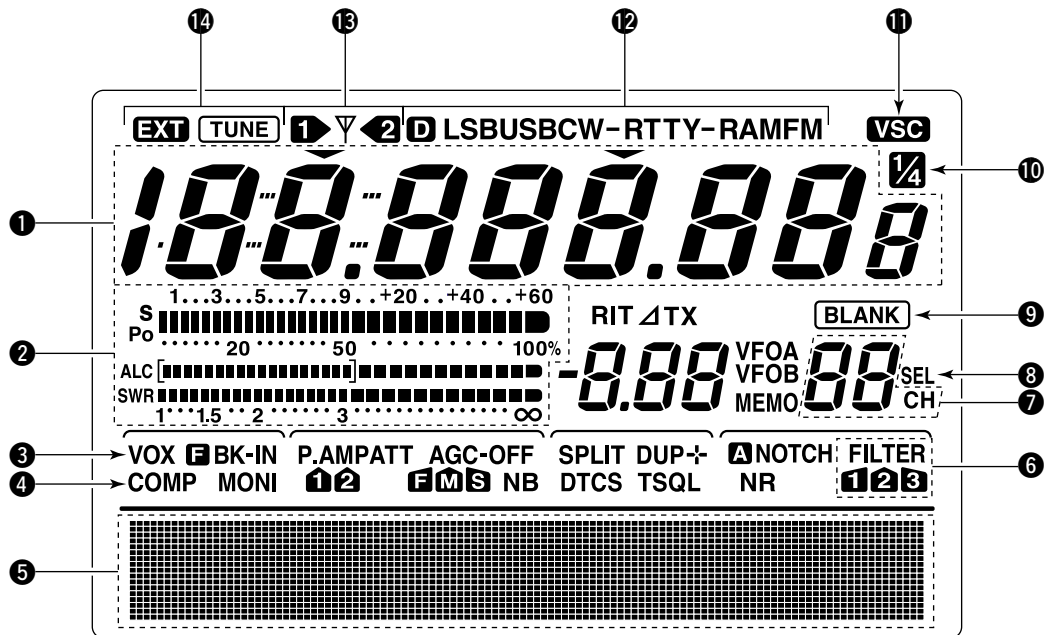 ⓮ ⓭ ⓬ ⓫
EXT TUNE 1 2 D LSBUSBCW-RTTY-RAMFM VSC
1/4 ❿
❶ 188.888.888
1...3...5...7...9..+20..+40..+60
S
Po
RIT ⊿TX BLANK ❾
❷ 20 50 100%
ALC -8.88 VFOA 88
VFOB SEL ❽
SWR MEMO CH ❼
1 1.5 2 3 ∞
❸ VOX F BK-IN P.AMP ATT AGC-OFF SPLIT DUP-+ A NOTCH FILTER ❻
❹ COMP MONI 1 2 F M S NB DTCS TSQL NR 1 2 3
❺